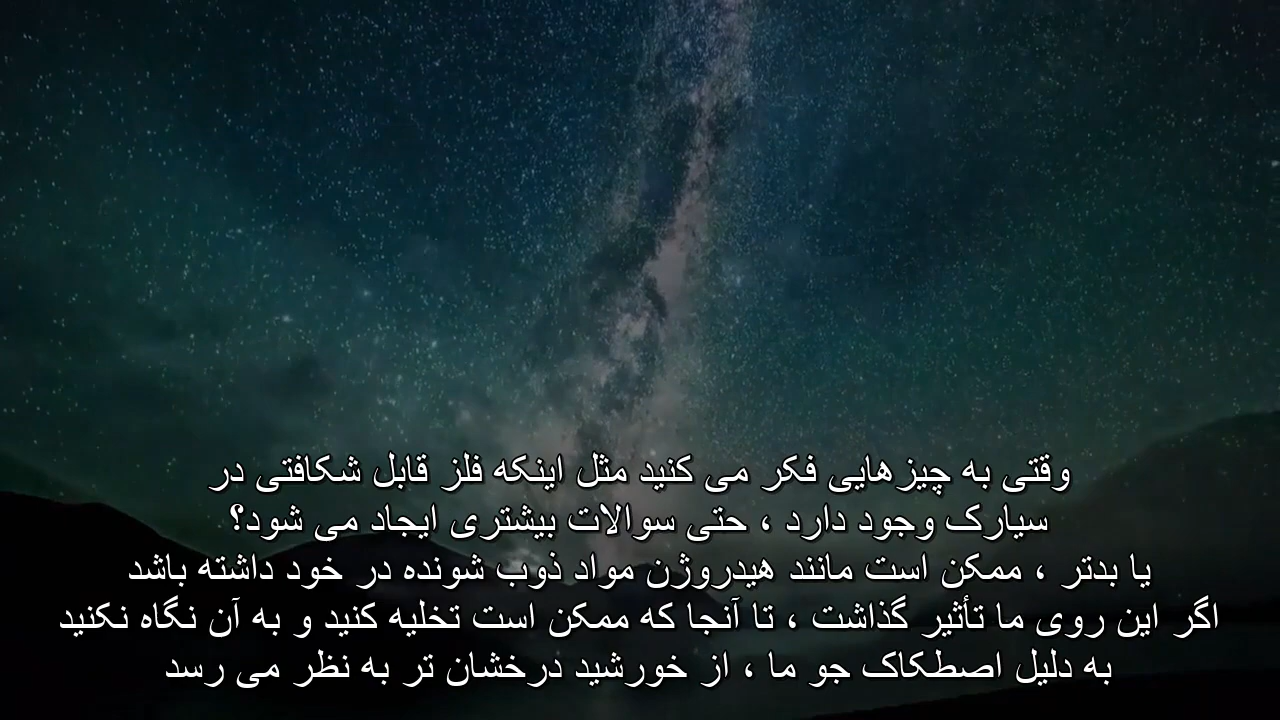 وقتی به چیزهایی فکر می کنید مثل اینکه فلز قابل شکافتی در
سیارک وجود دارد ، حتی سوالات بیشتری ایجاد می شود؟
یا بدتر ، ممکن است مانند هیدروژن مواد ذوب شونده در خود داشته باشد
اگر این روی ما تأثیر گذاشت ، تا آنجا که ممکن است تخلیه کنید و به آن نگاه نکنید
به دلیل اصطکاک جو ما ، از خورشید درخشان تر به نظر می رسد